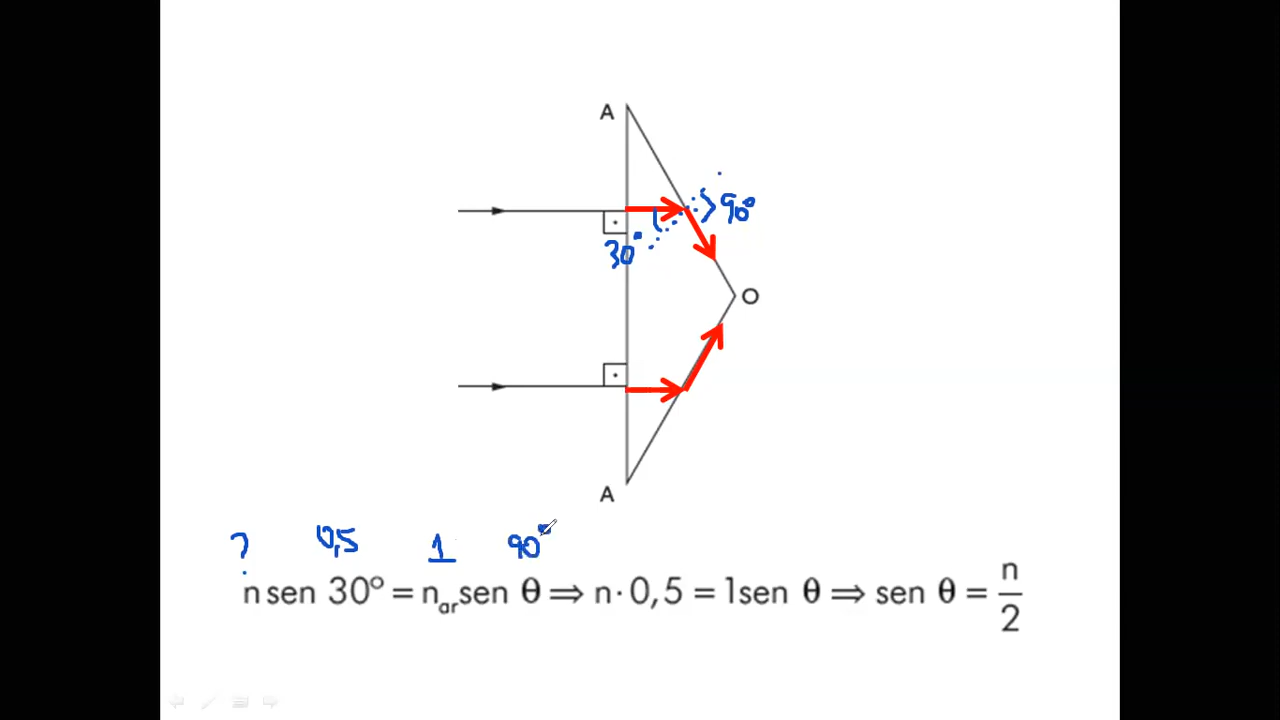 A
90°
30°
O
A
? 0,5 1 90°
n sen 30° = n_ar sen θ ⇒ n · 0,5 = 1sen θ ⇒ sen θ = n/2